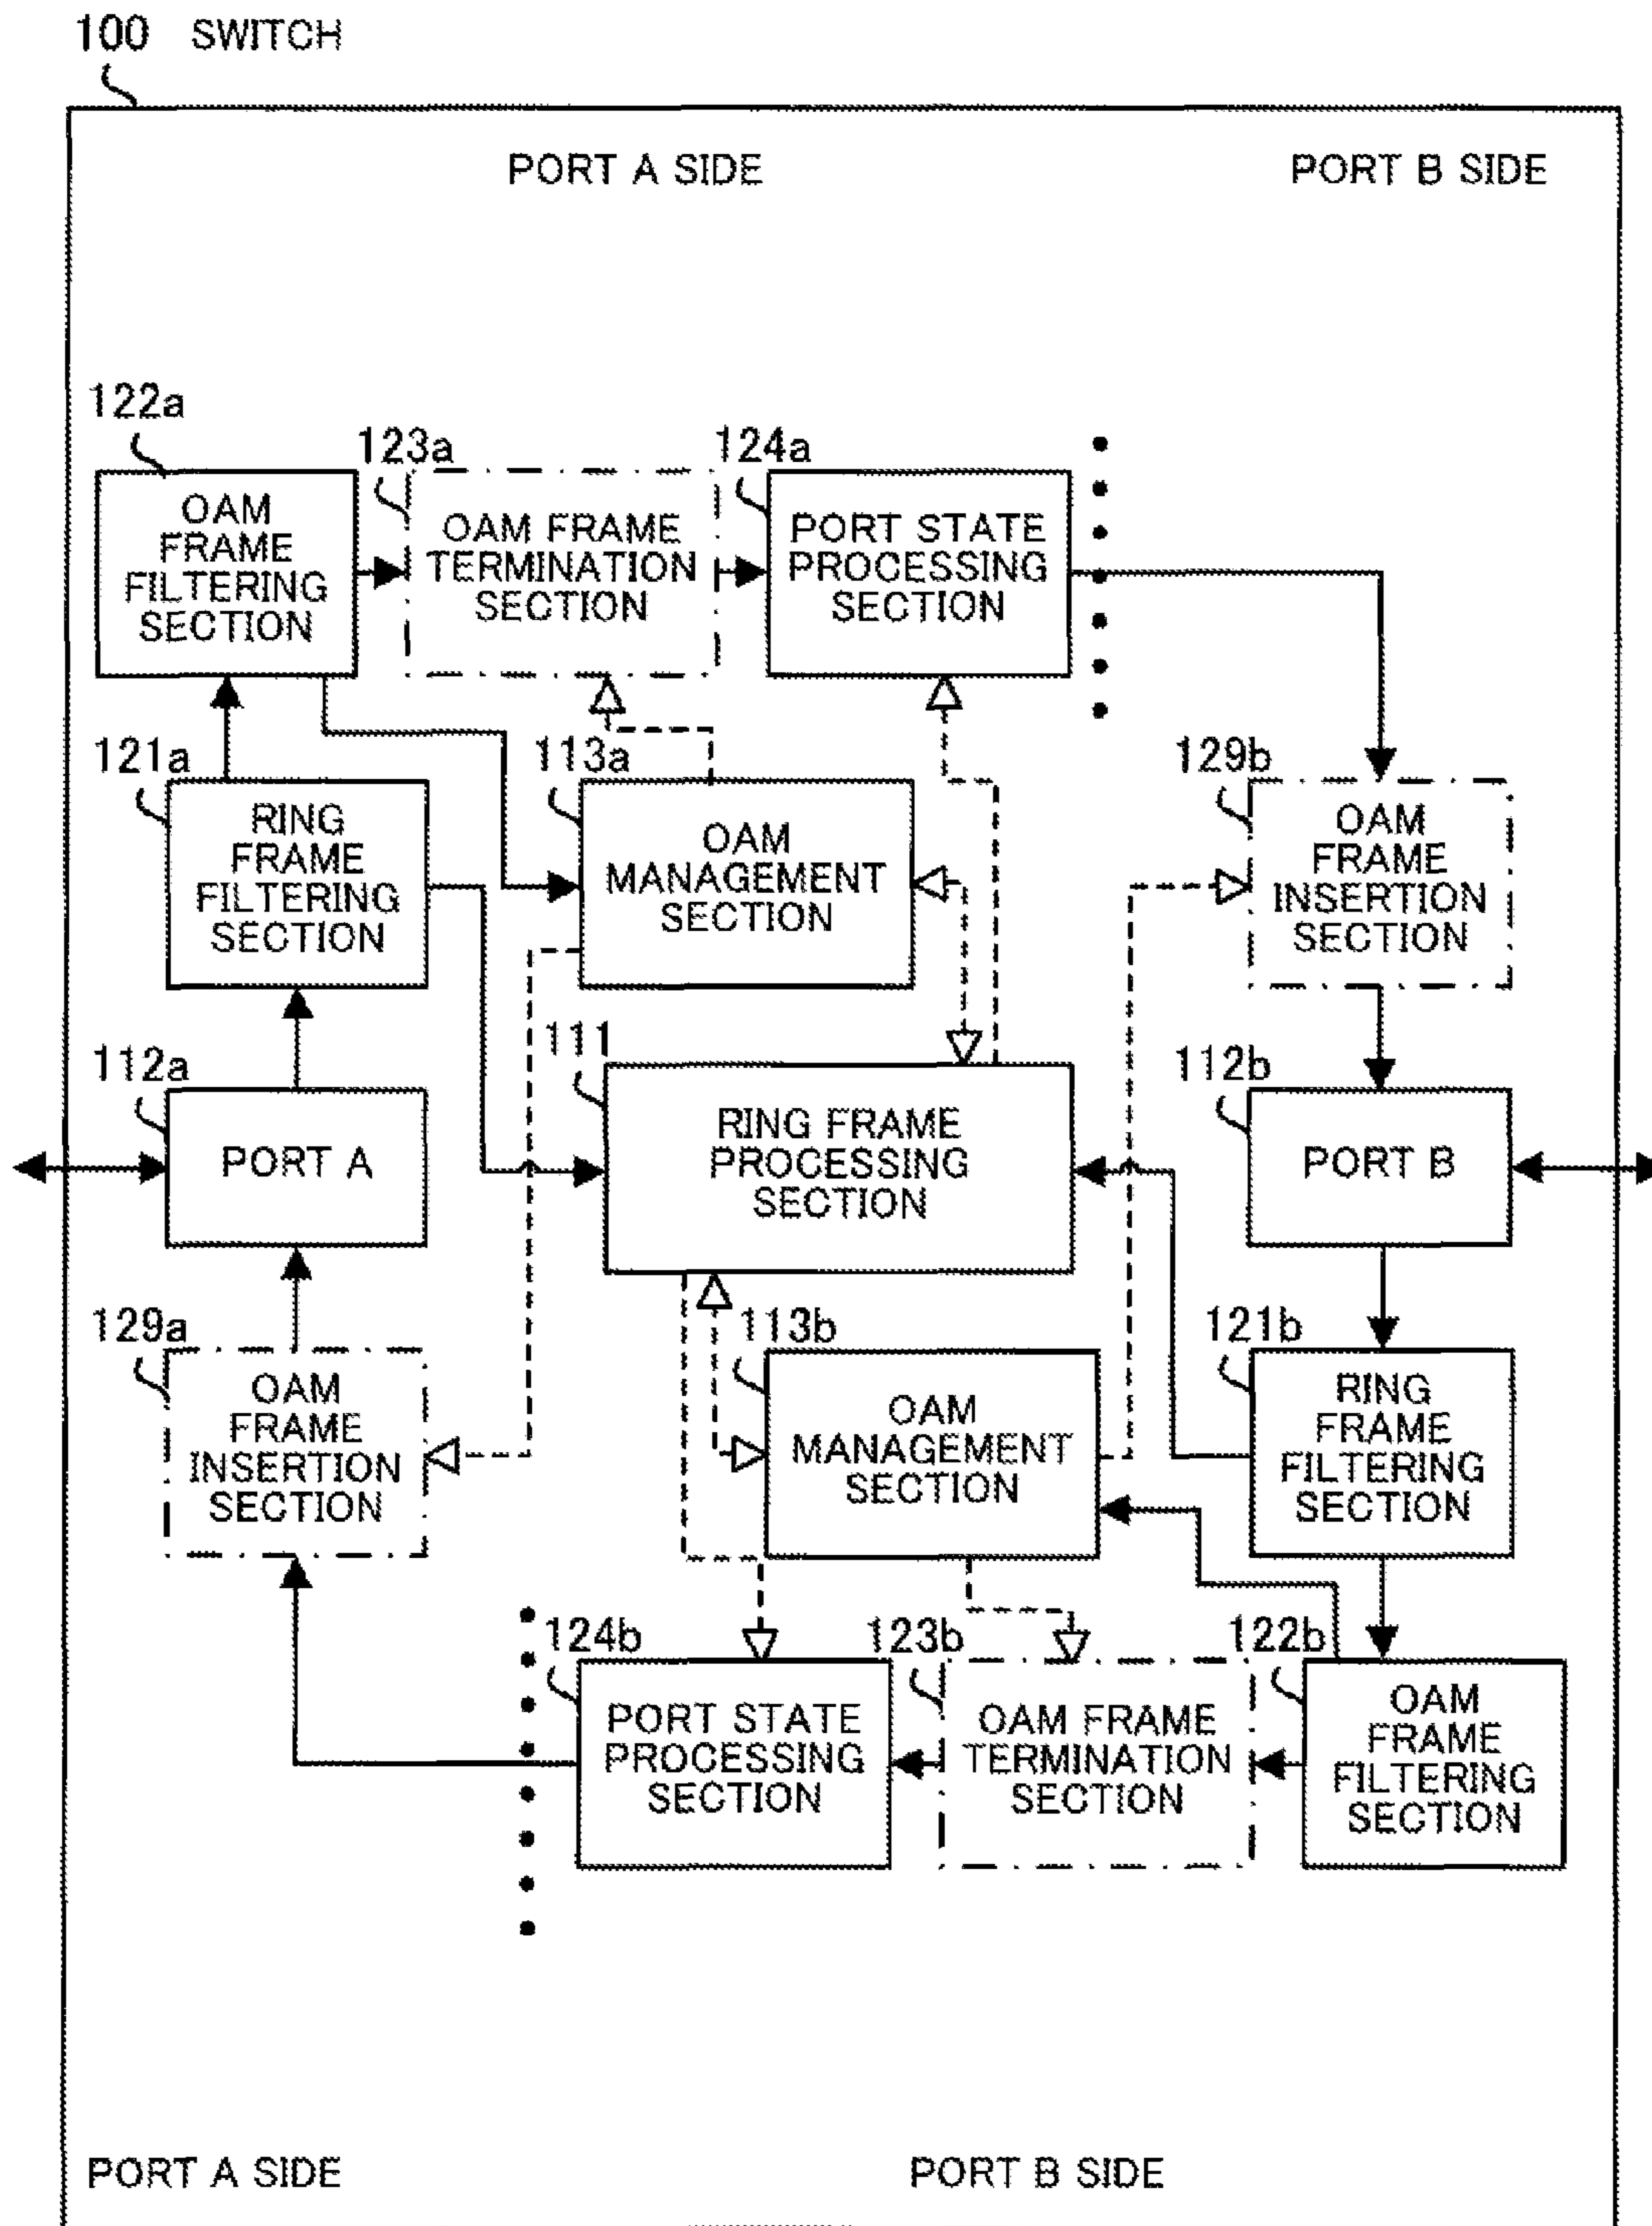 100 SWITCH
PORT A SIDE
PORT B SIDE
122a
OAM
FRAME
FILTERING
SECTION
123a
OAM FRAME
TERMINATION
SECTION
124a
PORT STATE
PROCESSING
SECTION
121a
RING
FRAME
FILTERING
SECTION
113a
OAM
MANAGEMENT
SECTION
129b
OAM
FRAME
INSERTION
SECTION
112a
PORT A
111
RING FRAME
PROCESSING
SECTION
112b
PORT B
129a
OAM
FRAME
INSERTION
SECTION
113b
OAM
MANAGEMENT
SECTION
121b
RING
FRAME
FILTERING
SECTION
124b
PORT STATE
PROCESSING
SECTION
123b
OAM FRAME
TERMINATION
SECTION
122b
OAM
FRAME
FILTERING
SECTION
PORT A SIDE
PORT B SIDE